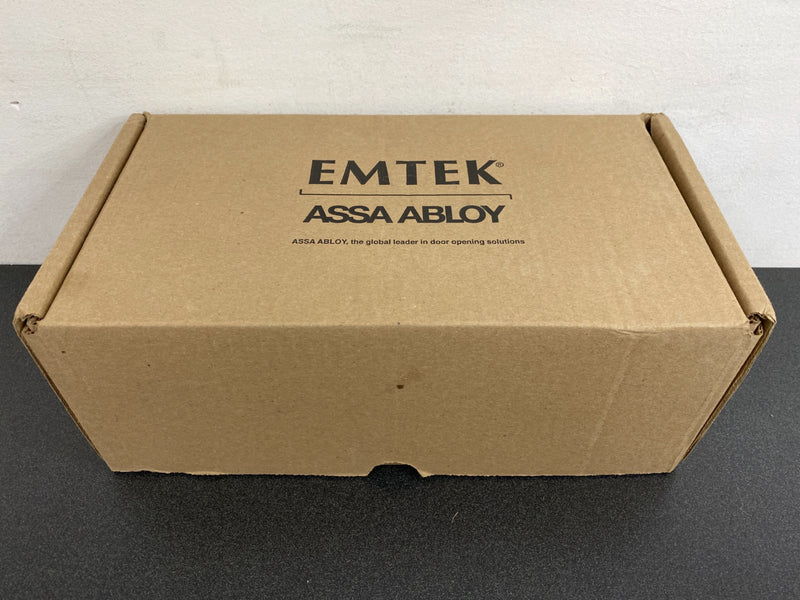 EMTEK®
ASSA ABLOY
ASSA ABLOY, the global leader in door opening solutions